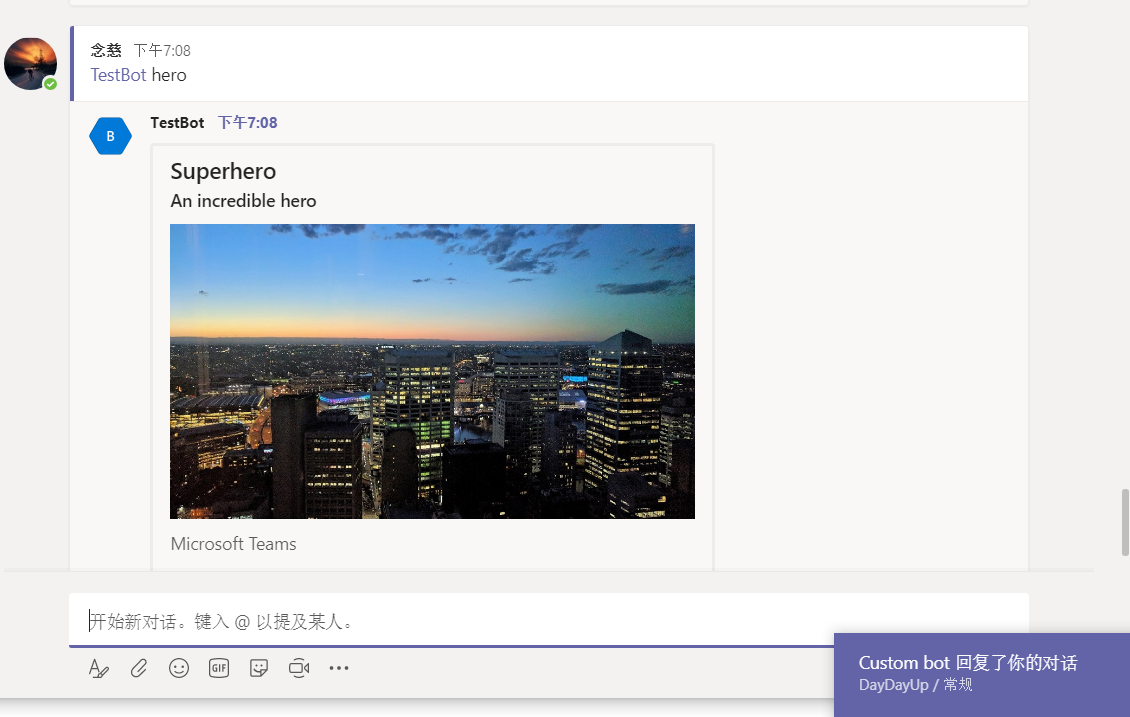 念慈 下午7:08
TestBot hero
B
TestBot 下午7:08
Superhero
An incredible hero
Microsoft Teams
开始新对话。键入 @ 以提及某人。
GIF
Custom bot 回复了你的对话
DayDayUp / 常规